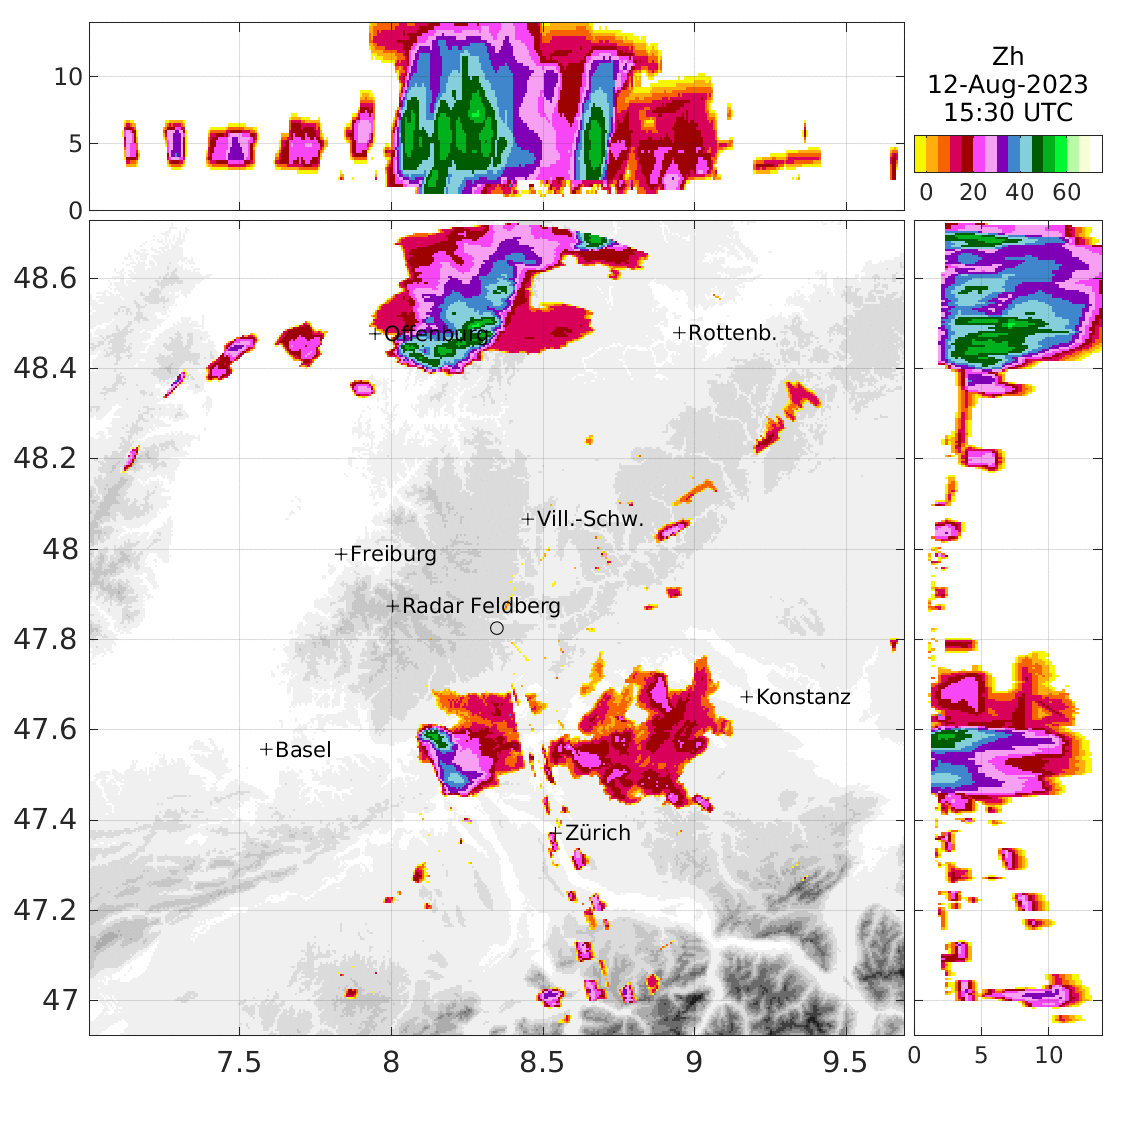 Zh
12-Aug-2023
15:30 UTC
0 20 40 60
10
5
0
48.6
48.4
48.2
48
47.8
47.6
47.4
47.2
47
Offenburg
Rottenb.
Vill.-Schw.
Freiburg
Radar Feldberg
Konstanz
Basel
Zürich
7.5 8 8.5 9 9.5
0 5 10